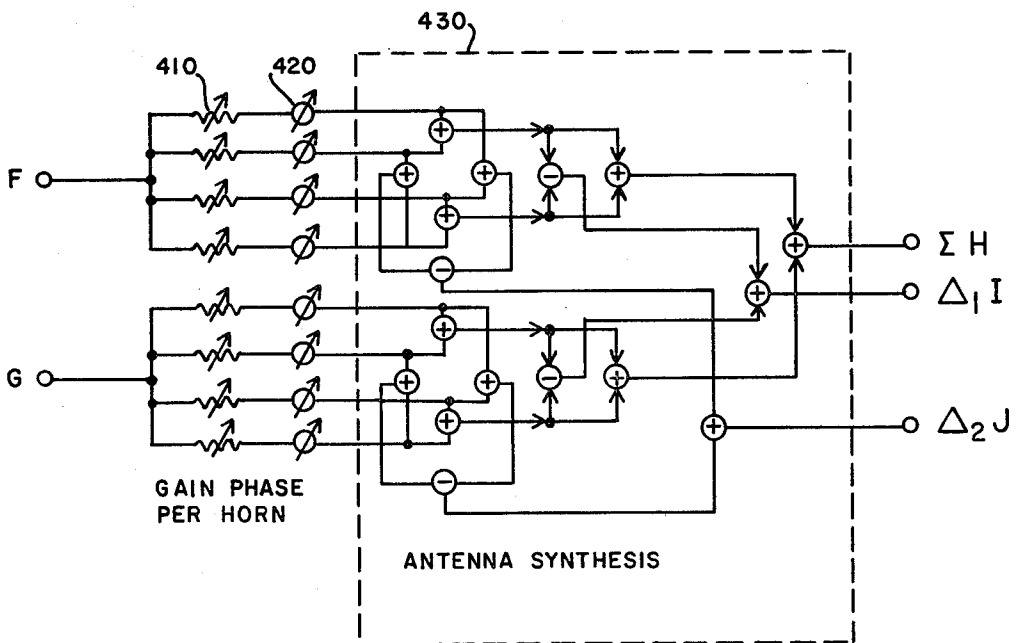 430
410
420
F
Σ H
Δ₁ I
G
Δ₂ J
GAIN PHASE
PER HORN
ANTENNA SYNTHESIS